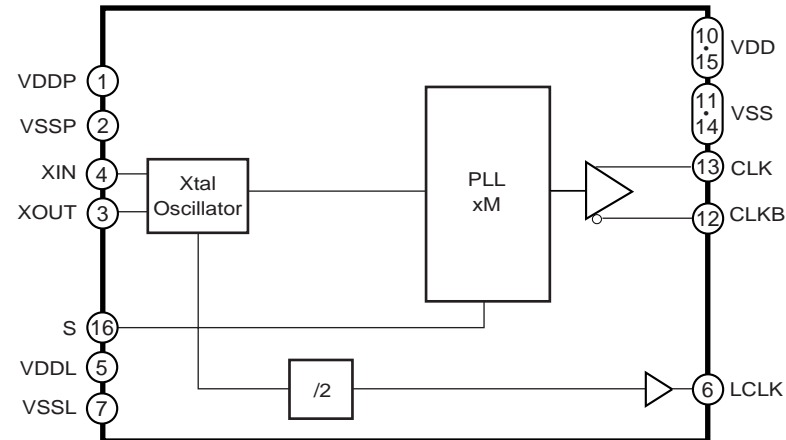 VDDP
1
VSSP
2
XIN
4
XOUT
3
S
16
VDDL
5
VSSL
7
Xtal
Oscillator
PLL
xM
/2
10
•
15
VDD
11
•
14
VSS
13
CLK
12
CLKB
6
LCLK